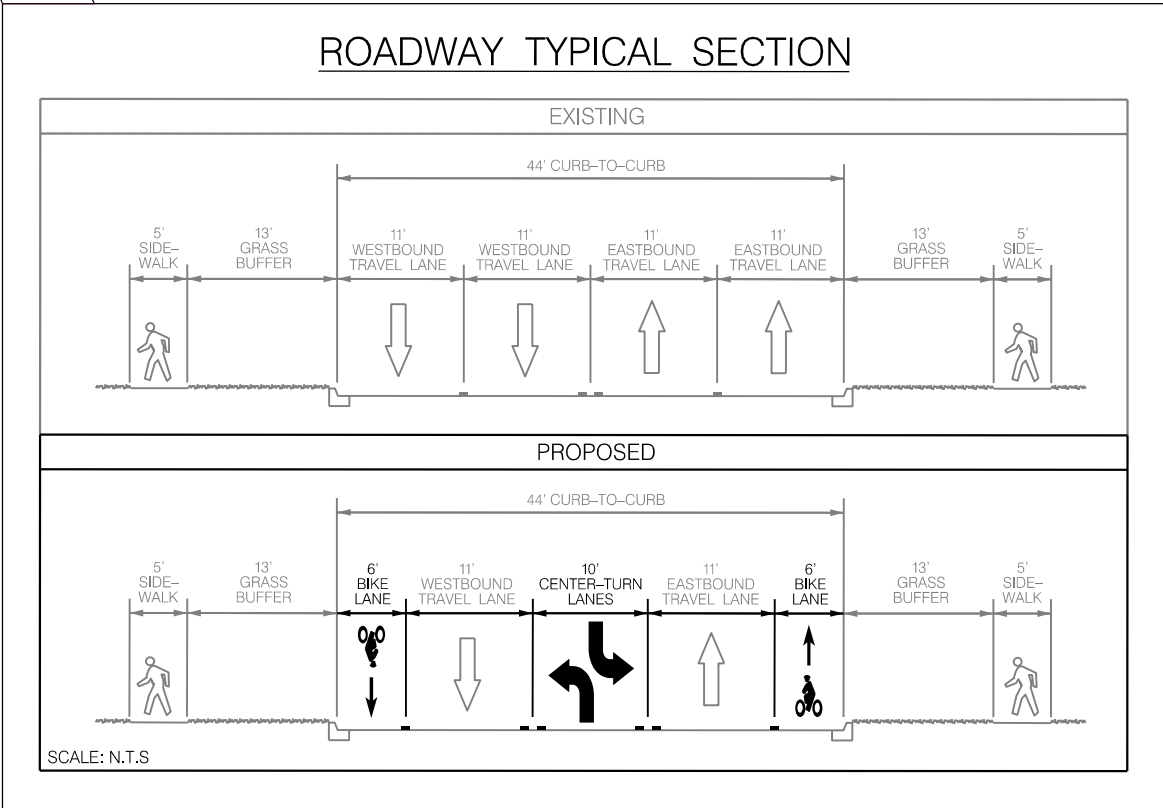 ROADWAY TYPICAL SECTION
EXISTING
44' CURB–TO–CURB
5'
SIDE–
WALK
13'
GRASS
BUFFER
11'
WESTBOUND
TRAVEL LANE
11'
WESTBOUND
TRAVEL LANE
11'
EASTBOUND
TRAVEL LANE
11'
EASTBOUND
TRAVEL LANE
13'
GRASS
BUFFER
5'
SIDE–
WALK
PROPOSED
44' CURB–TO–CURB
5'
SIDE–
WALK
13'
GRASS
BUFFER
6'
BIKE
LANE
11'
WESTBOUND
TRAVEL LANE
10'
CENTER–TURN
LANES
11'
EASTBOUND
TRAVEL LANE
6'
BIKE
LANE
13'
GRASS
BUFFER
5'
SIDE–
WALK
SCALE: N.T.S